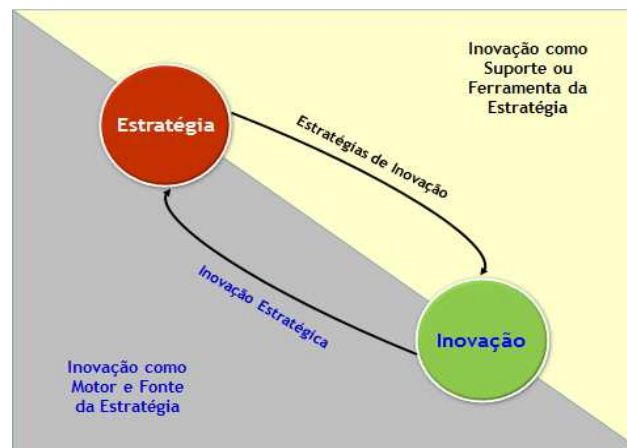 Inovação como
Suporte ou
Ferramenta da
Estratégia
Estratégia
Estratégias de Inovação
Inovação Estratégica
Inovação
Inovação como
Motor e Fonte
da Estratégia